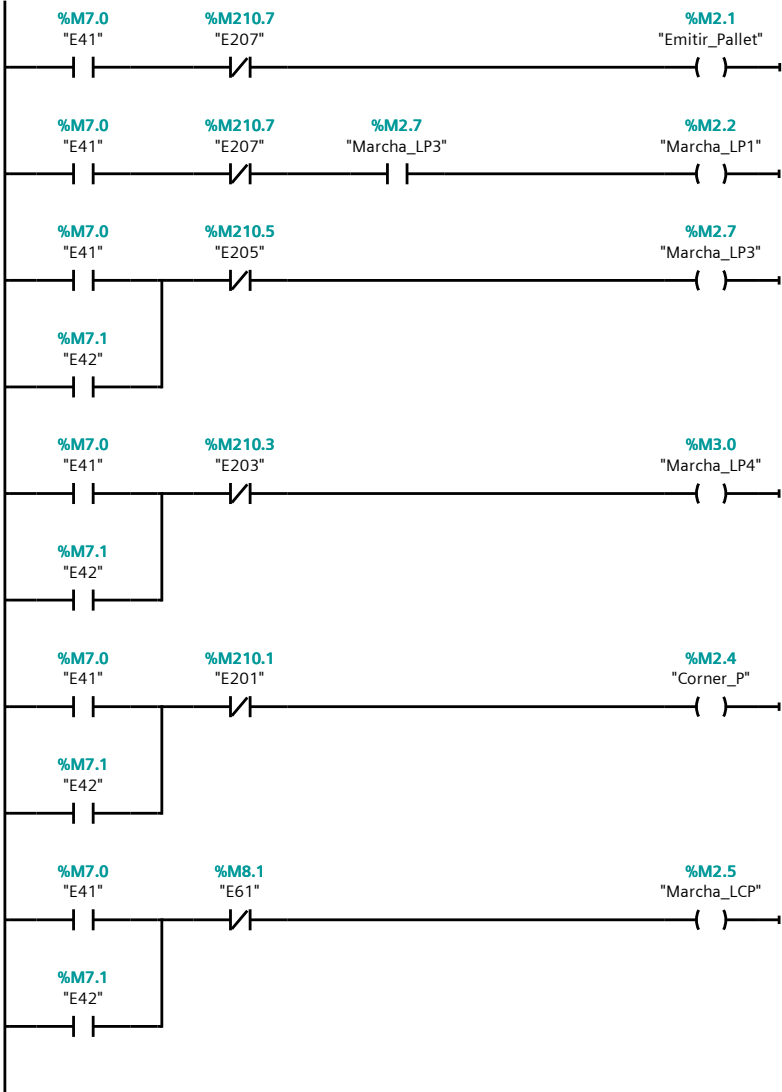 %M7.0 %M210.7 %M2.1
"E41" "E207" "Emitir_Pallet"
%M7.0 %M210.7 %M2.7 %M2.2
"E41" "E207" "Marcha_LP3" "Marcha_LP1"
%M7.0 %M210.5 %M2.7
"E41" "E205" "Marcha_LP3"
%M7.1
"E42"
%M7.0 %M210.3 %M3.0
"E41" "E203" "Marcha_LP4"
%M7.1
"E42"
%M7.0 %M210.1 %M2.4
"E41" "E201" "Corner_P"
%M7.1
"E42"
%M7.0 %M8.1 %M2.5
"E41" "E61" "Marcha_LCP"
%M7.1
"E42"